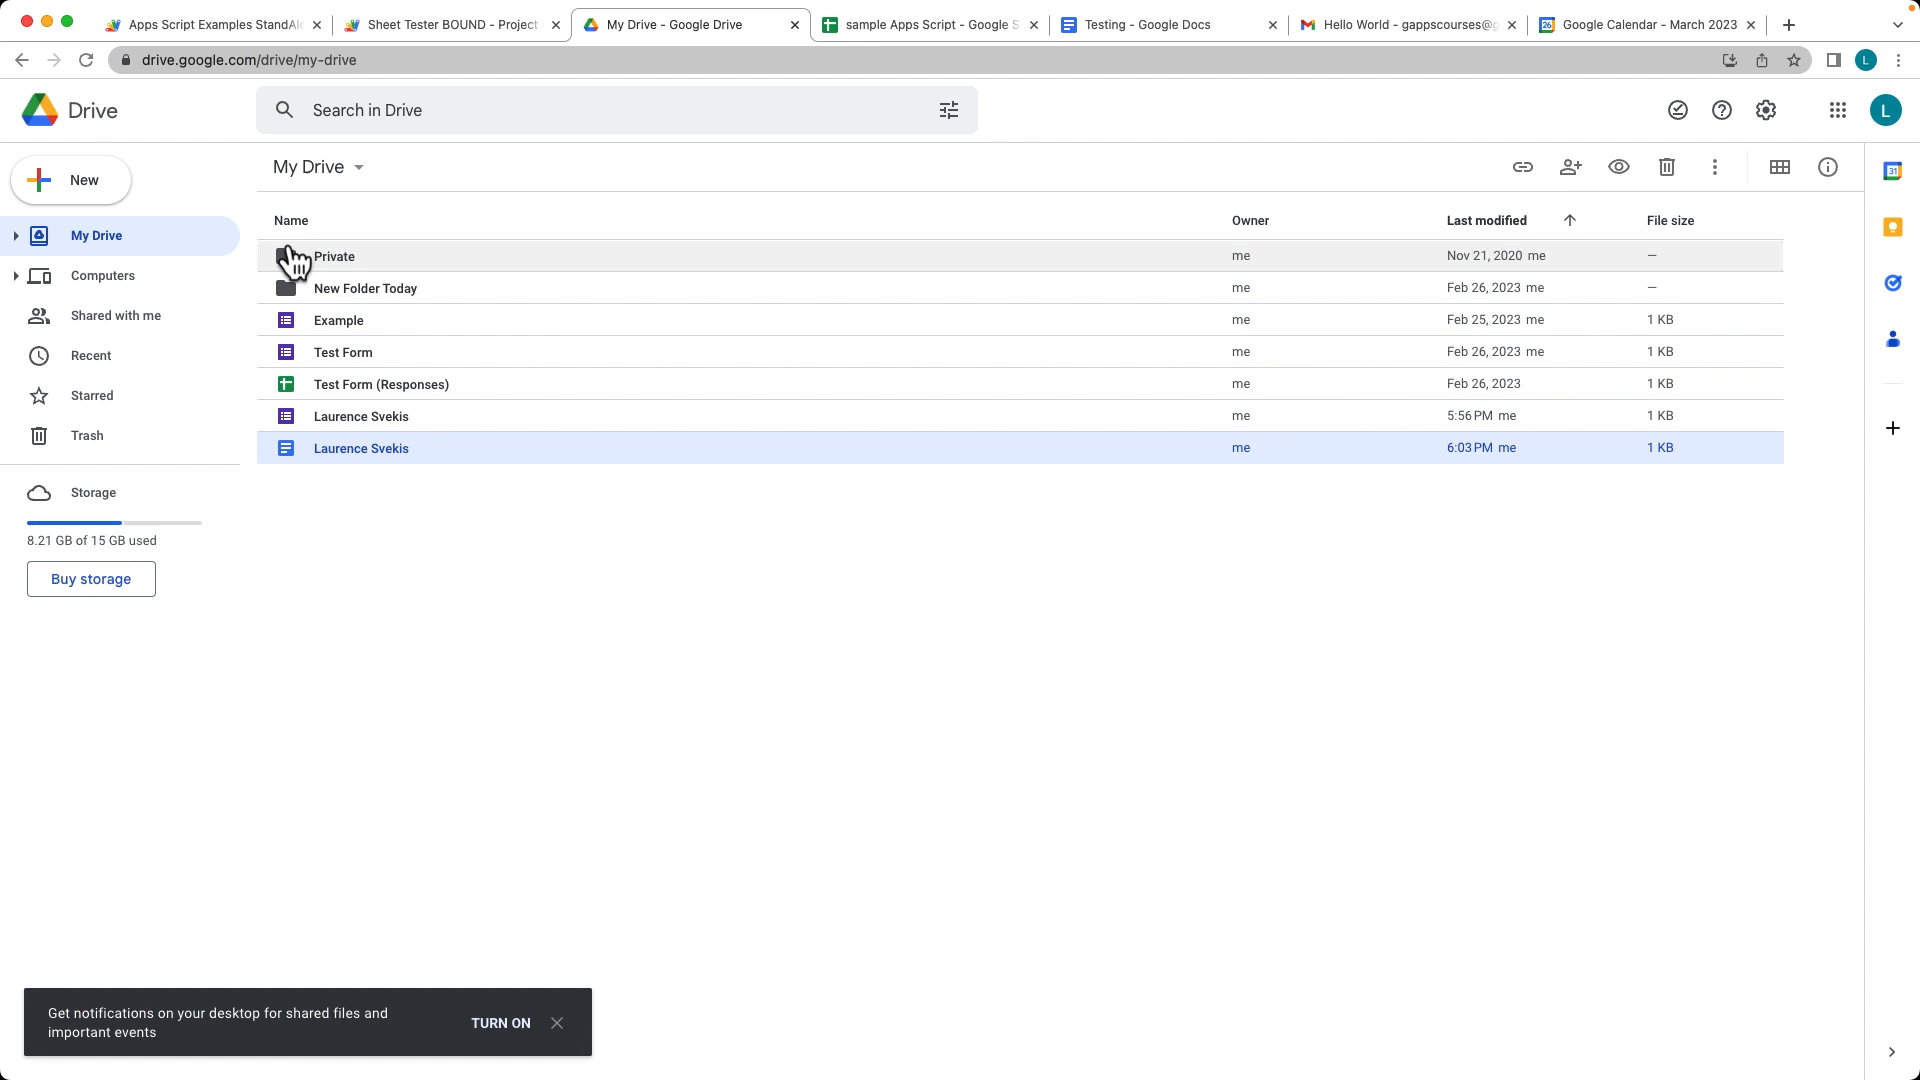 Apps Script Examples StandAl
Sheet Tester BOUND - Project
My Drive - Google Drive
sample Apps Script - Google S
Testing - Google Docs
Hello World - gappscourses@g
Google Calendar - March 2023
drive.google.com/drive/my-drive
L
Drive
Search in Drive
L
New
My Drive
Name
Owner
Last modified
File size
My Drive
Computers
Shared with me
Recent
Starred
Trash
Storage
8.21 GB of 15 GB used
Buy storage
Private me Nov 21, 2020 me –
New Folder Today me Feb 26, 2023 me –
Example me Feb 25, 2023 me 1 KB
Test Form me Feb 26, 2023 me 1 KB
Test Form (Responses) me Feb 26, 2023 1 KB
Laurence Svekis me 5:56 PM me 1 KB
Laurence Svekis me 6:03 PM me 1 KB
31
Get notifications on your desktop for shared files and
important events
TURN ON